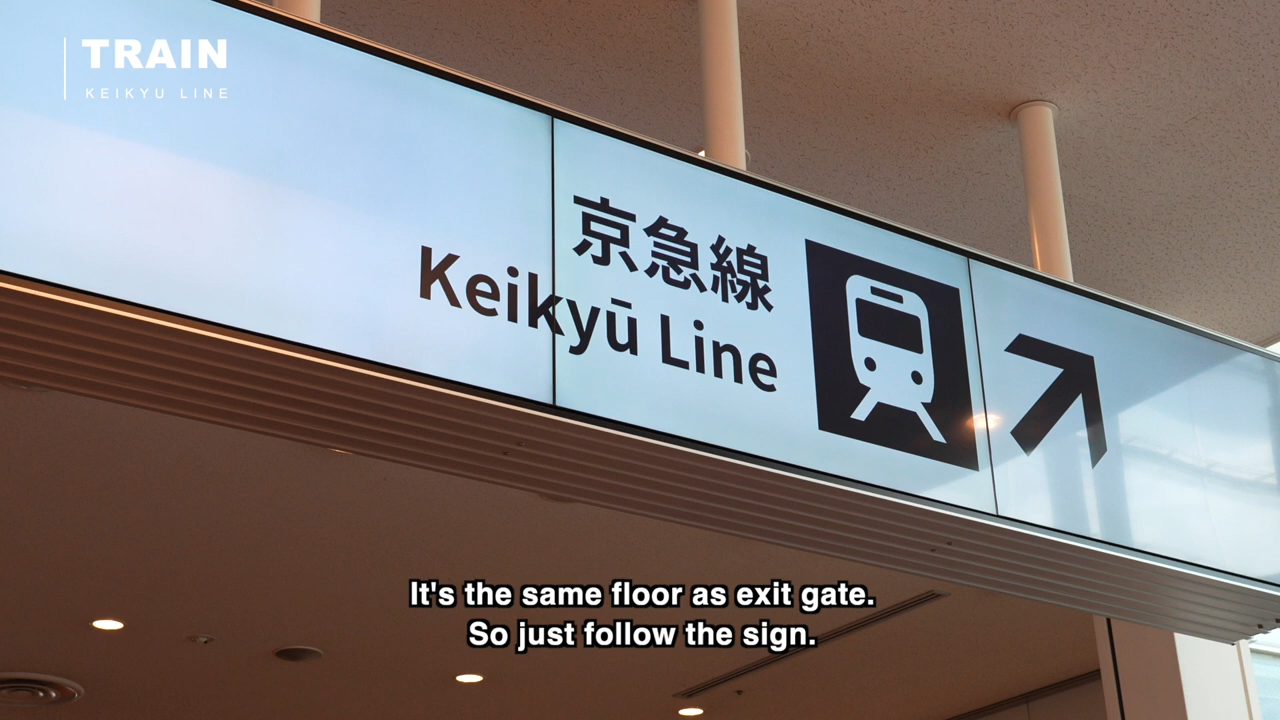 TRAIN
KEIKYU LINE
京急線
Keikyū Line
It's the same floor as exit gate.
So just follow the sign.